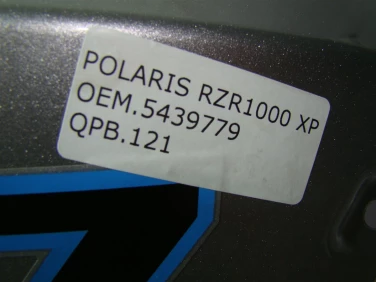 POLARIS RZR1000 XP
OEM.5439779
QPB.121